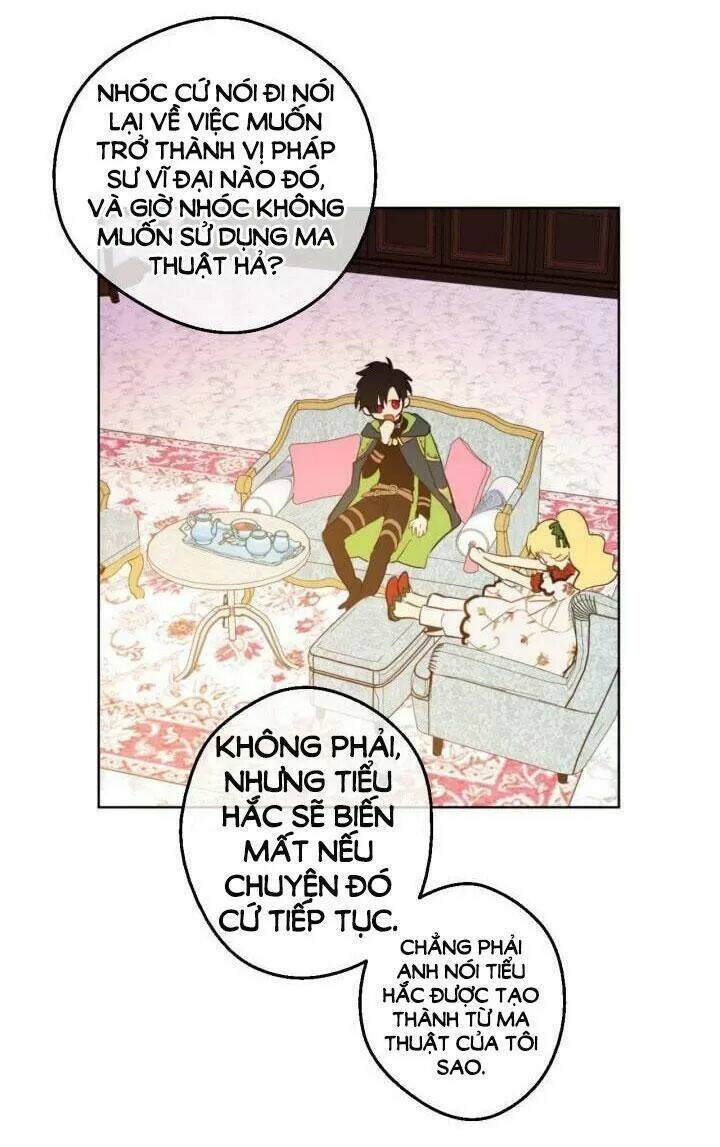 NHÓC CỨ NÓI ĐI NÓI
LẠI VỀ VIỆC MUỐN
TRỞ THÀNH VỊ PHÁP
SƯ VĨ ĐẠI NÀO ĐÓ,
VÀ GIỜ NHÓC KHÔNG
MUỐN SỬ DỤNG MA
THUẬT HẢ?
KHÔNG PHẢI,
NHƯNG TIỂU
HẮC SẼ BIẾN
MẤT NẾU
CHUYỆN ĐÓ
CỨ TIẾP TỤC.
CHẲNG PHẢI
ANH NÓI TIỂU
HẮC ĐƯỢC TẠO
THÀNH TỪ MA
THUẬT CỦA TÔI
SAO.